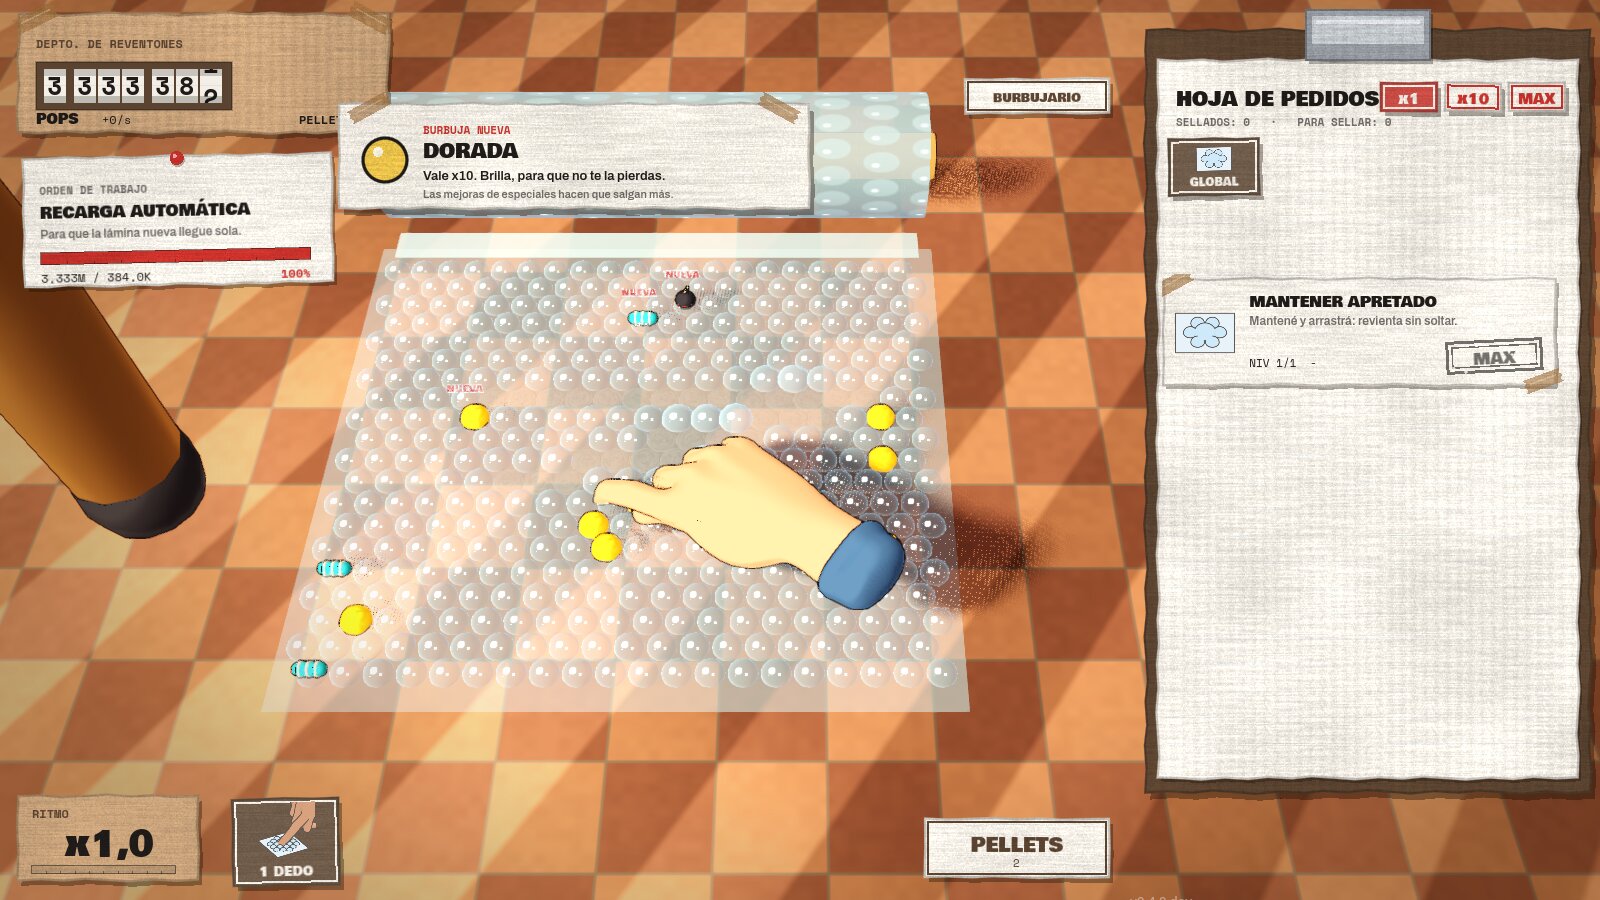 DEPTO. DE REVENTONES
3 333 38
POPS +0/s PELLE
ORDEN DE TRABAJO
RECARGA AUTOMÁTICA
Para que la lámina nueva llegue sola.
3,333M / 384.0K 100%
BURBUJA NUEVA
DORADA
Vale x10. Brilla, para que no te la pierdas.
Las mejoras de especiales hacen que salgan más.
BURBUJARIO
HOJA DE PEDIDOS x1 x10 MAX
SELLADOS: 0 · PARA SELLAR: 0
GLOBAL
MANTENER APRETADO
Mantené y arrastrá: revienta sin soltar.
NIV 1/1 -
MAX
NUEVA
NUEVA
NUEVA
RITMO
x1,0
1 DEDO
PELLETS
2